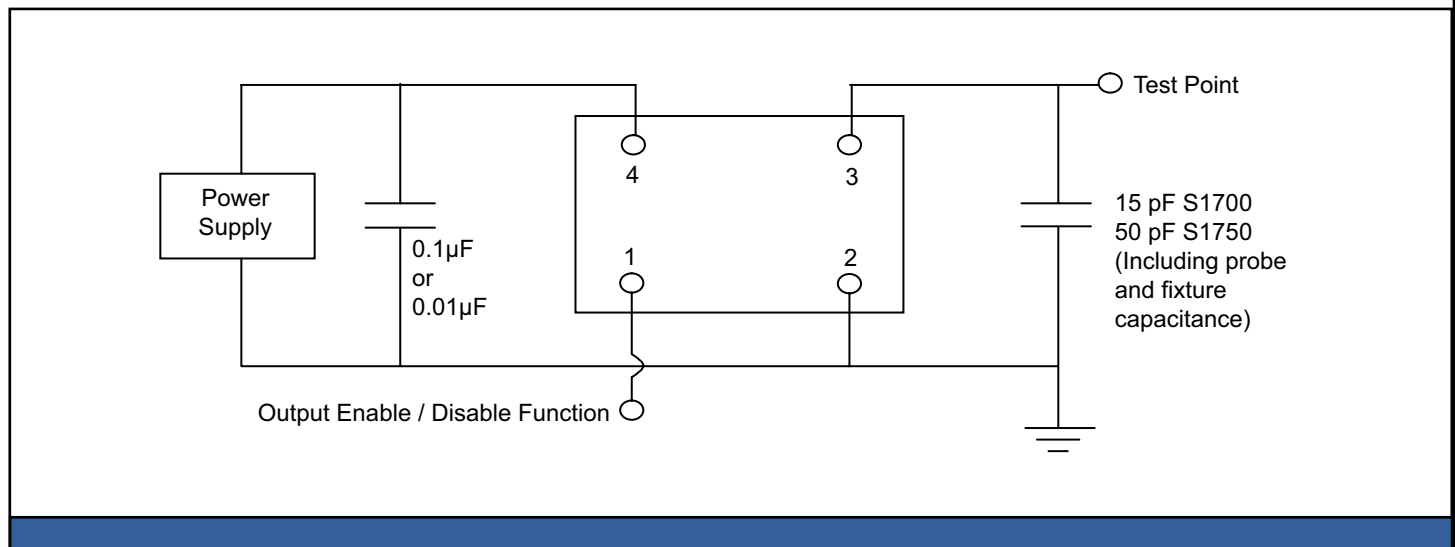 Test Point
4
3
Power
Supply
15 pF S1700
50 pF S1750
(Including probe
and fixture
capacitance)
0.1µF
or
0.01µF
1
2
Output Enable / Disable Function